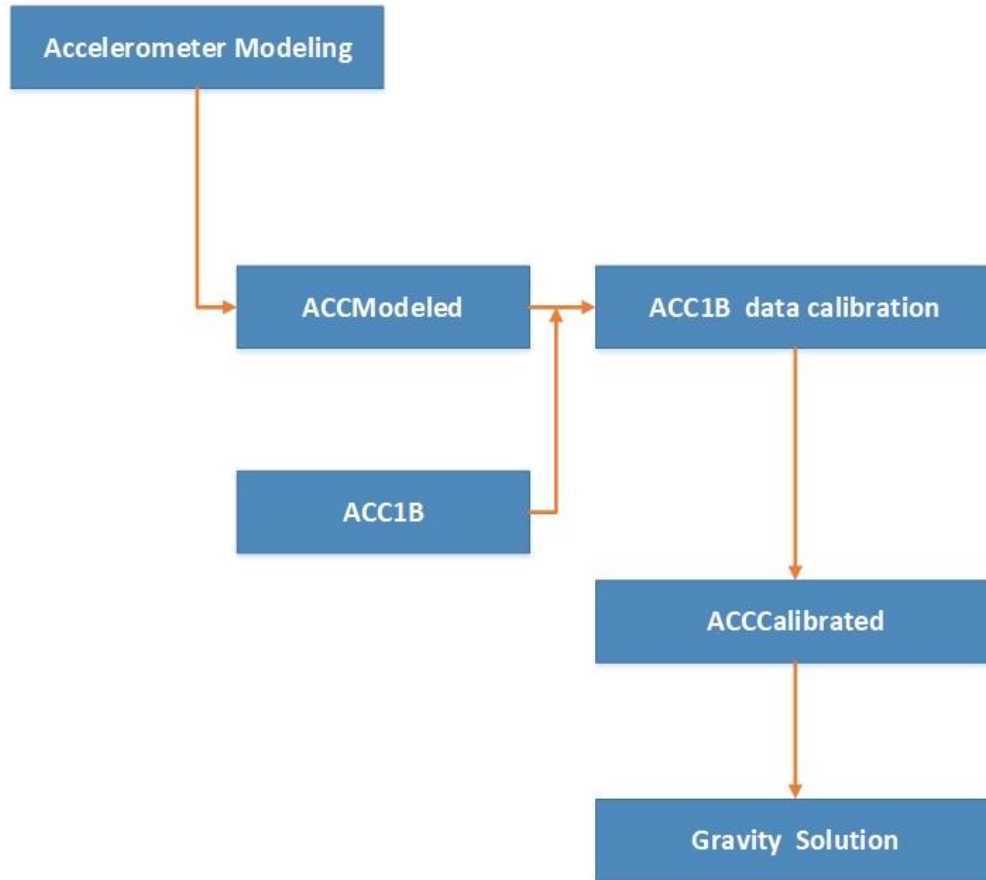 Accelerometer Modeling
ACCModeled
ACC1B data calibration
ACC1B
ACCCalibrated
Gravity Solution